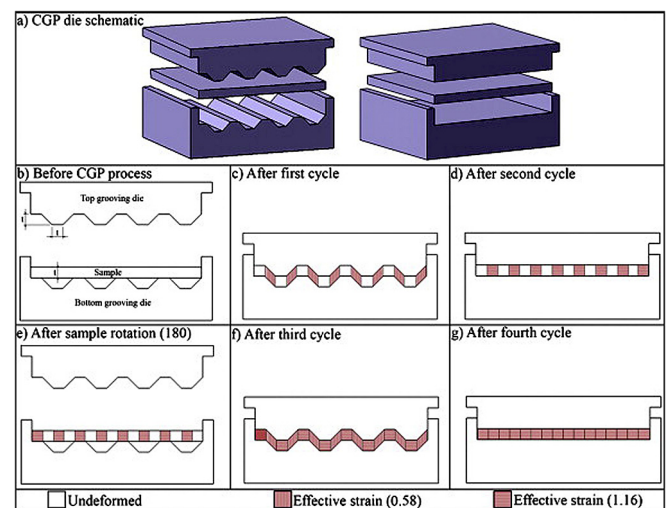 a) CGP die schematic
b) Before CGP process
Top grooving die
t
t
t
Sample
Bottom grooving die
c) After first cycle
d) After second cycle
e) After sample rotation (180)
f) After third cycle
g) After fourth cycle
Undeformed
Effective strain (0.58)
Effective strain (1.16)